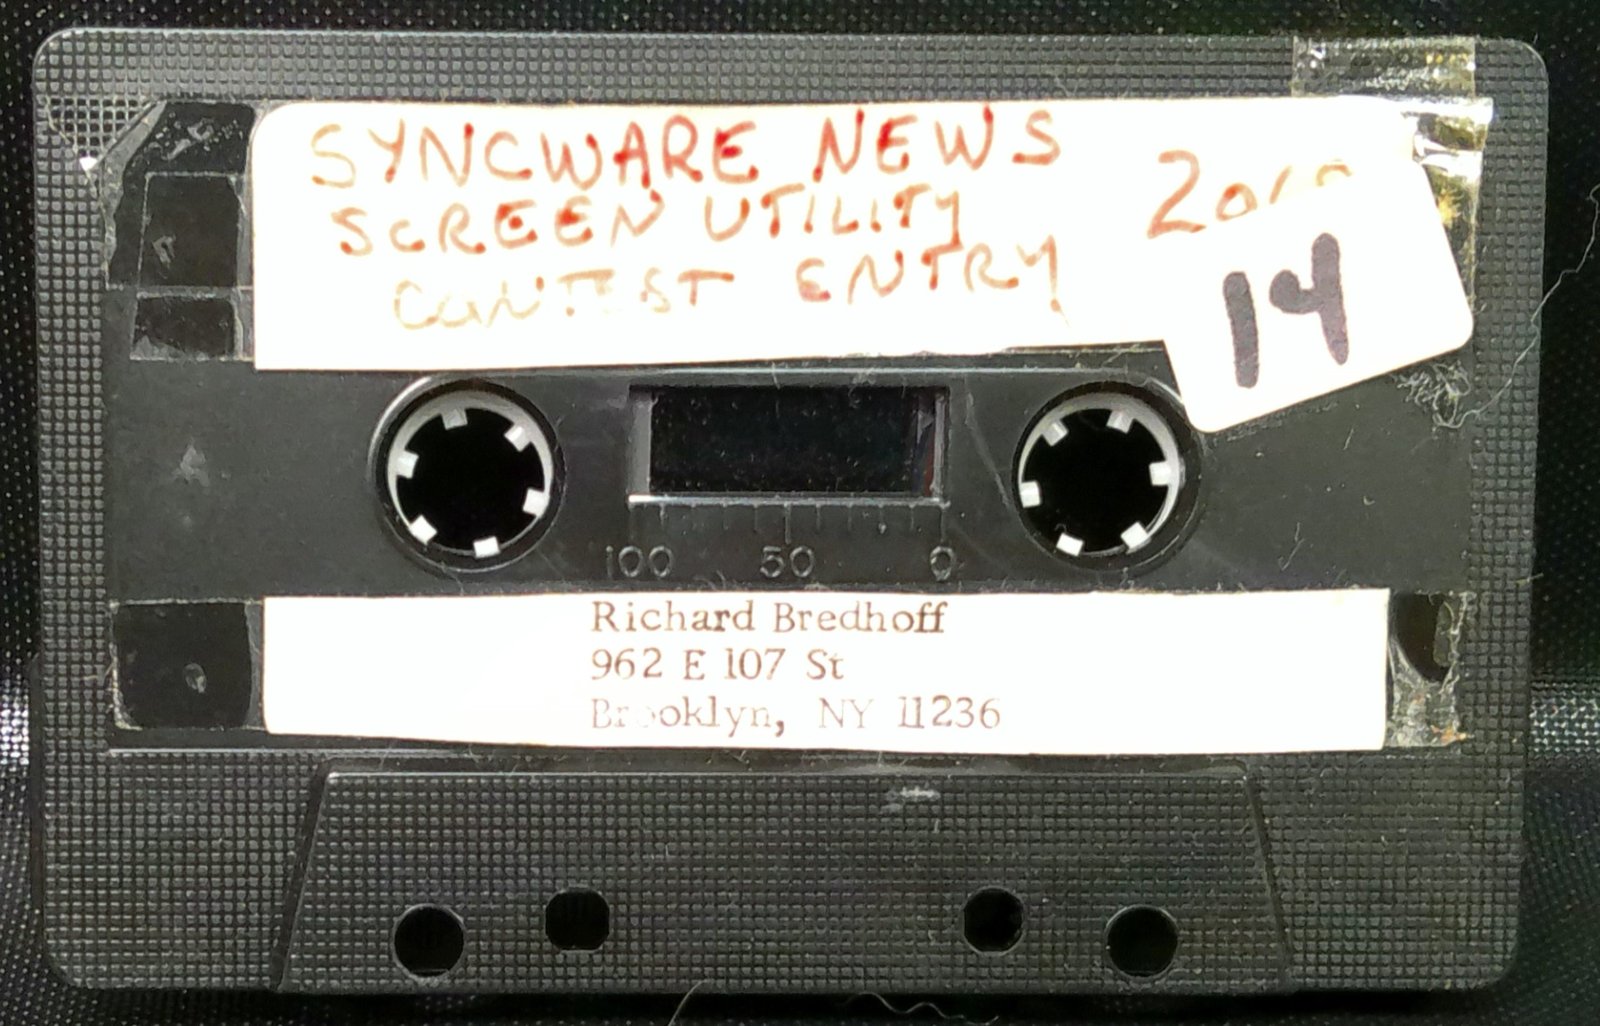 SYNCWARE NEWS
SCREEN UTILITY
CONTEST ENTRY
14
100 50 0
Richard Bredhoff
962 E 107 St
Brooklyn, NY 11236